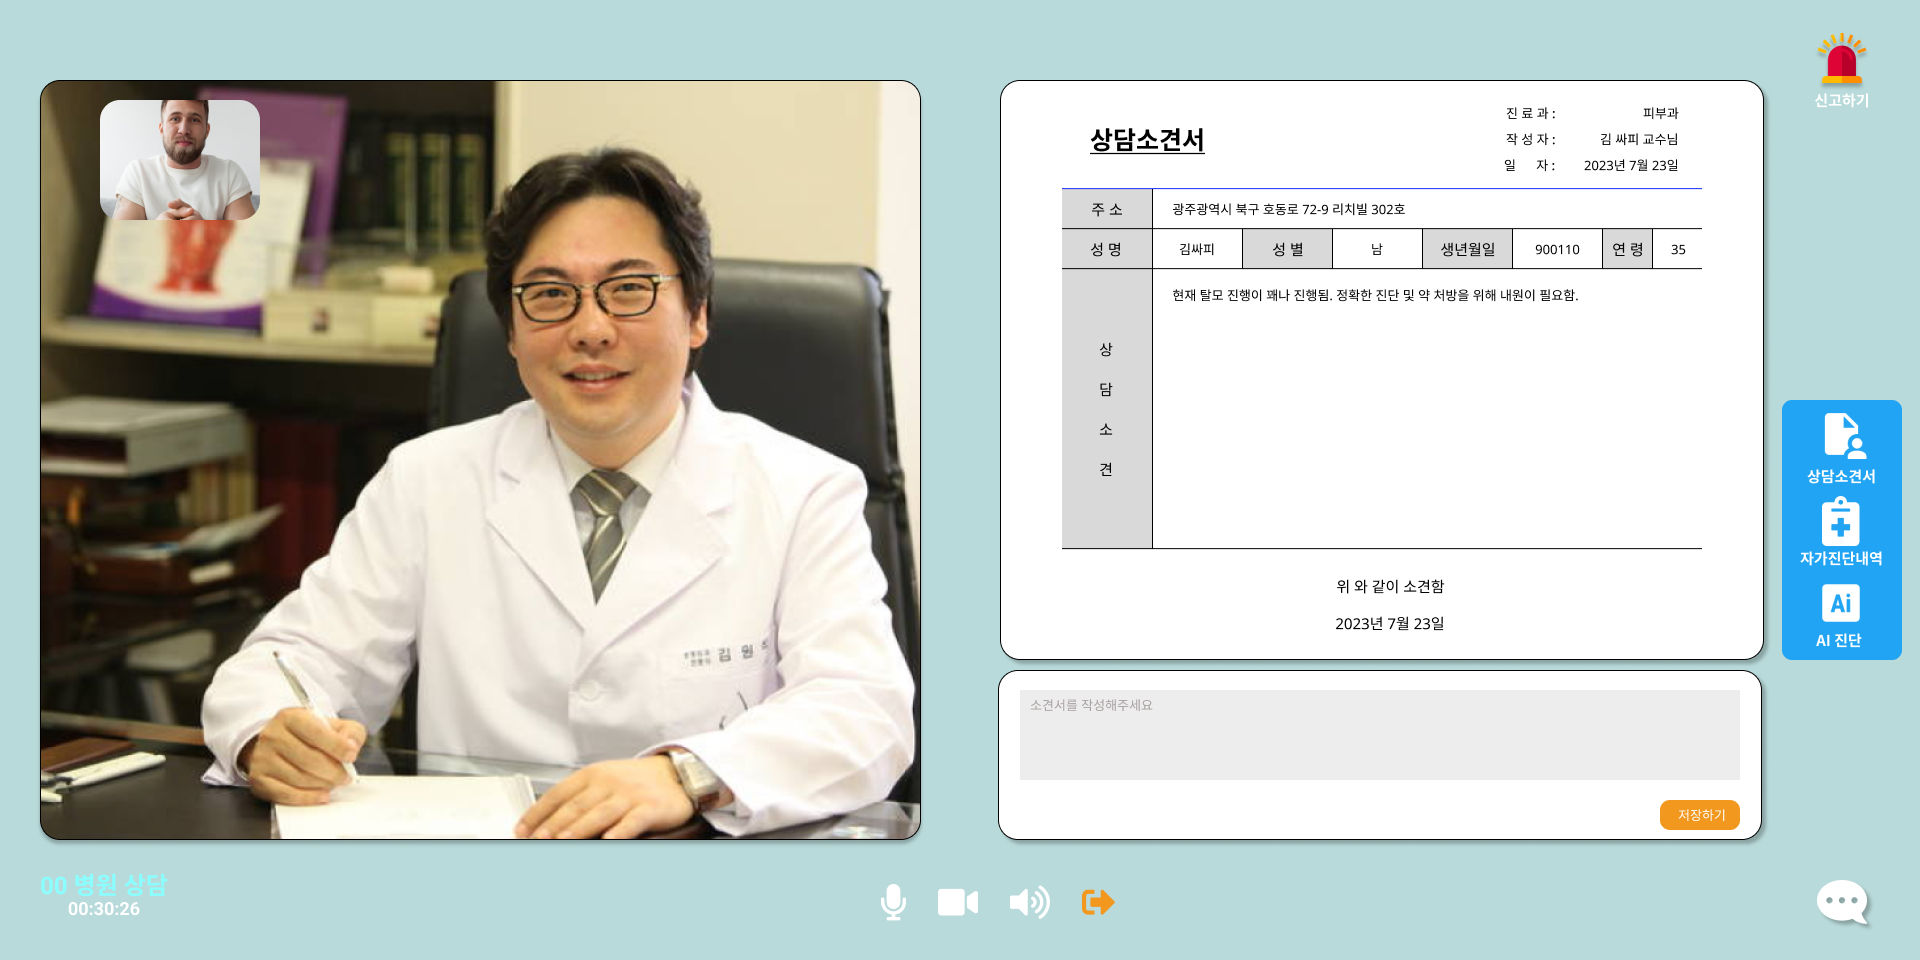 신고하기
상담소견서
진 료 과 : 피부과
작 성 자 : 김 싸피 교수님
일 자 : 2023년 7월 23일
주 소 광주광역시 북구 호동로 72-9 리치빌 302호
성 명 김싸피 성 별 남 생년월일 900110 연 령 35
현재 탈모 진행이 꽤나 진행됨. 정확한 진단 및 약 처방을 위해 내원이 필요함.
상
담
소
견
위 와 같이 소견함
2023년 7월 23일
상담소견서
자가진단내역
Ai
AI 진단
소견서를 작성해주세요
저장하기
김 원
00 병원 상담
00:30:26